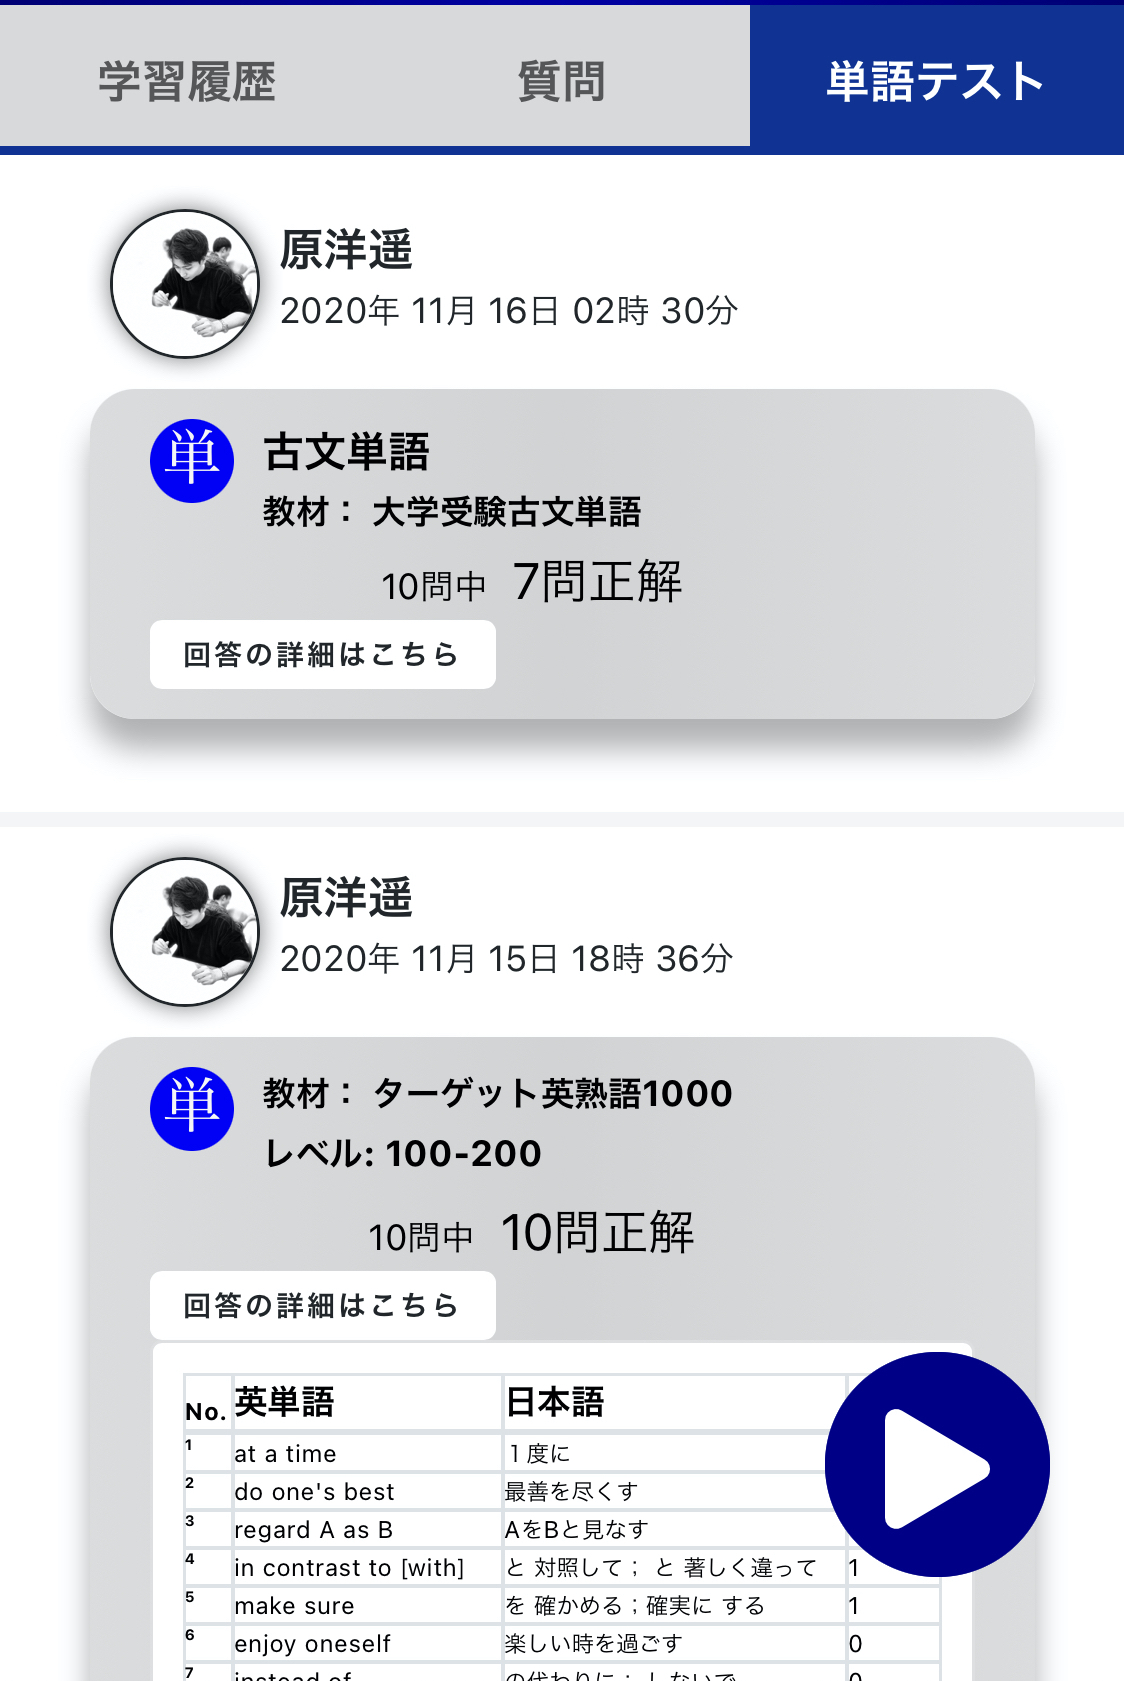 学習履歴 質問 単語テスト
原洋遥
2020年 11月 16日 02時 30分
単 古文単語
教材： 大学受験古文単語
10問中 7問正解
回答の詳細はこちら
原洋遥
2020年 11月 15日 18時 36分
単 教材： ターゲット英熟語1000
レベル: 100-200
10問中 10問正解
回答の詳細はこちら
No. 英単語 日本語
1 at a time １度に
2 do one's best 最善を尽くす
3 regard A as B AをBと見なす
4 in contrast to [with] と 対照して； と 著しく違って 1
5 make sure を 確かめる；確実に する 1
6 enjoy oneself 楽しい時を過ごす 0
7 instead of の代わりに； しないで 0